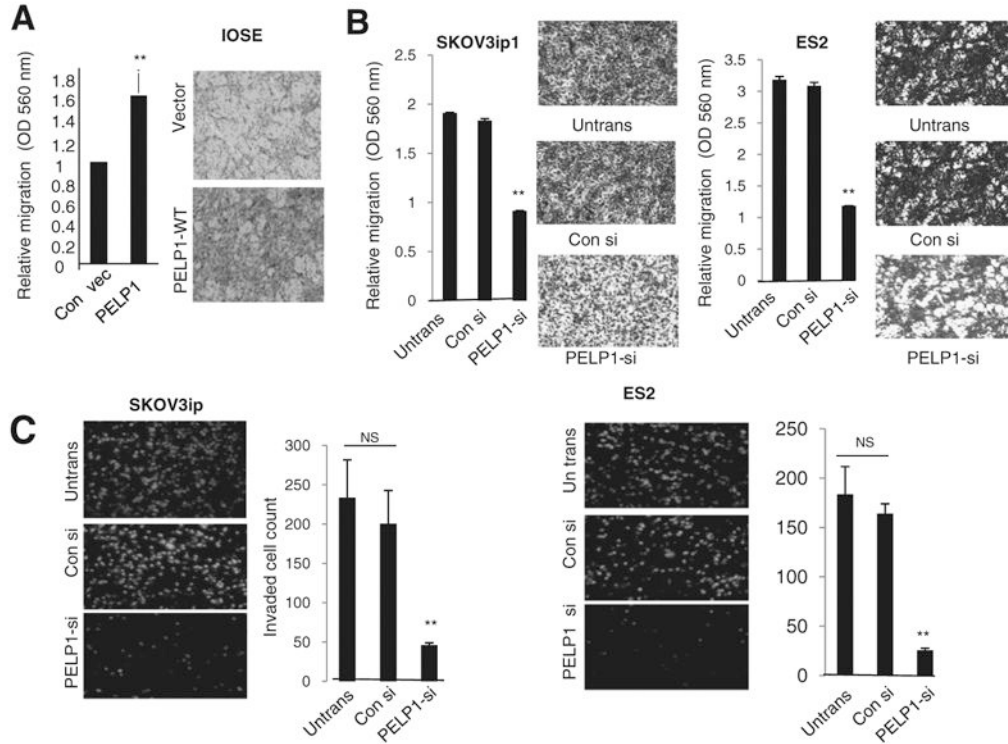 A
IOSE
Relative migration (OD 560 nm)
1.8
1.6
1.4
1.2
1
0.8
0.6
0.4
0.2
0
**
Con vec
PELP1
Vector
PELP1-WT
B
SKOV3ip1
Relative migration (OD 560 nm)
2.5
2
1.5
1
0.5
0
**
Untrans
Con si
PELP1-si
Untrans
Con si
PELP1-si
ES2
Relative migration (OD 560 nm)
3.5
3
2.5
2
1.5
1
0.5
0
**
Untrans
Con si
PELP1-si
Untrans
Con si
PELP1-si
C
SKOV3ip
Untrans
Con si
PELP1-si
Invaded cell count
300
250
200
150
100
50
0
NS
**
Untrans
Con si
PELP1-si
ES2
Un trans
Con si
PELP1 si
250
200
150
100
50
0
NS
**
Untrans
Con si
PELP1-si